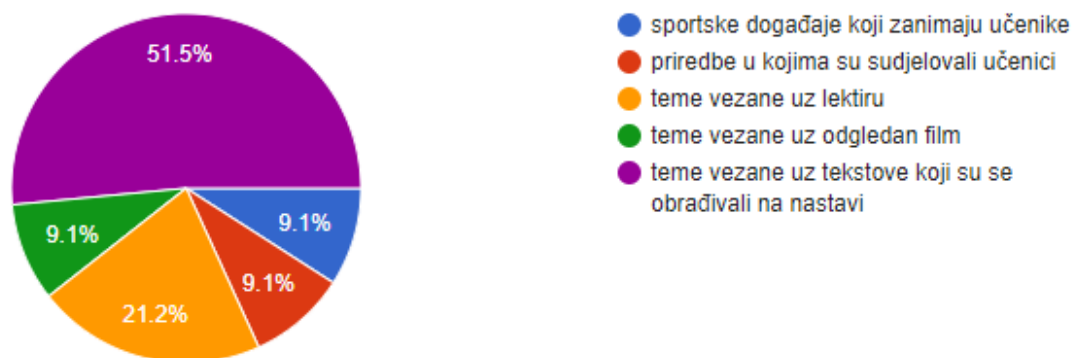 51.5%
9.1%
9.1%
21.2%
9.1%
sportske događaje koji zanimaju učenike
priredbe u kojima su sudjelovali učenici
teme vezane uz lektiru
teme vezane uz odgledan film
teme vezane uz tekstove koji su se
obrađivali na nastavi